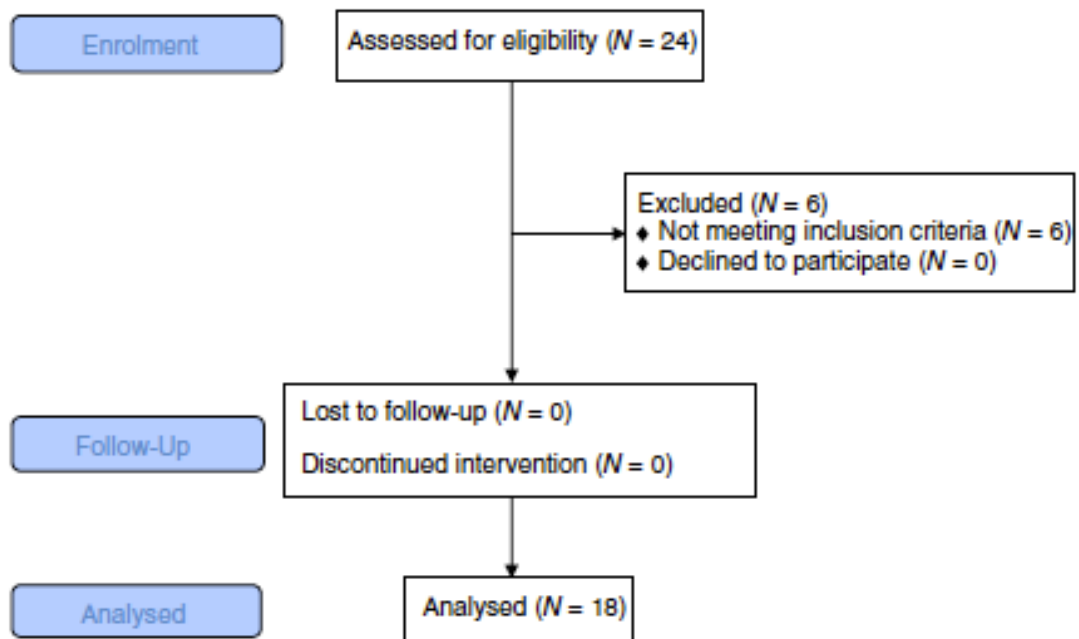 Enrolment
Assessed for eligibility (N = 24)
Excluded (N = 6)
♦ Not meeting inclusion criteria (N = 6)
♦ Declined to participate (N = 0)
Follow-Up
Lost to follow-up (N = 0)
Discontinued intervention (N = 0)
Analysed
Analysed (N = 18)